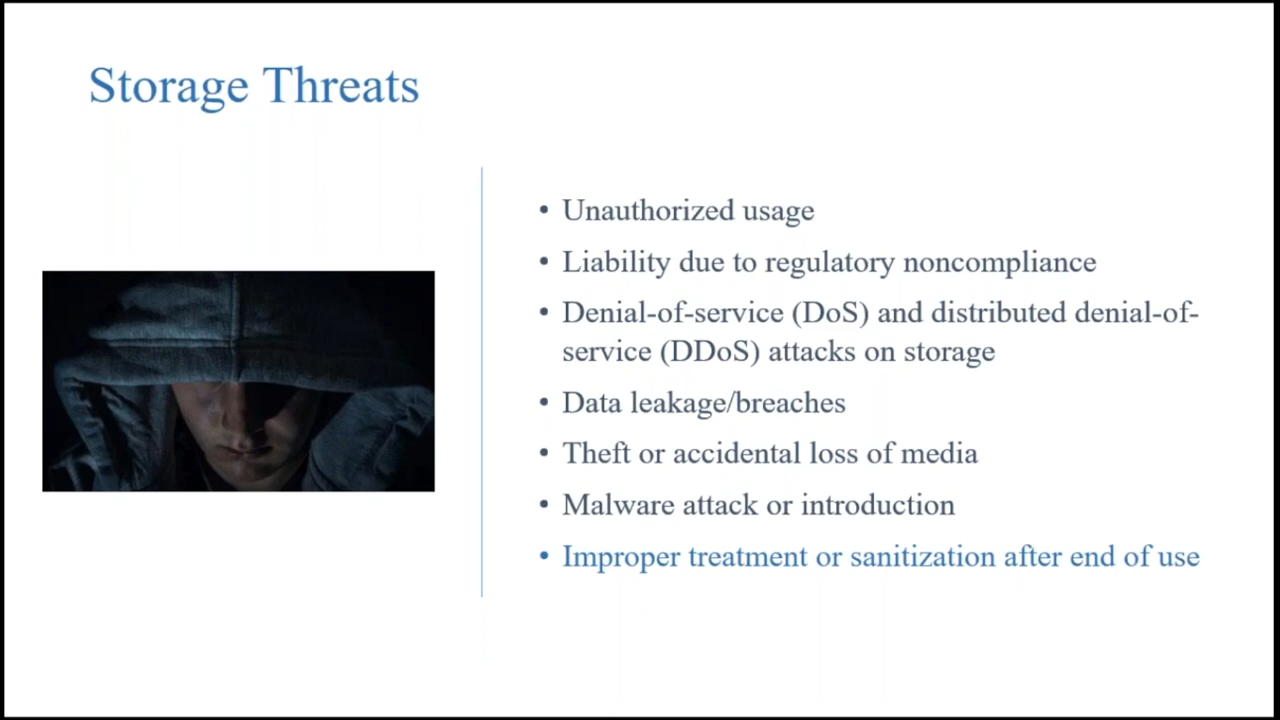 Storage Threats
• Unauthorized usage
• Liability due to regulatory noncompliance
• Denial-of-service (DoS) and distributed denial-of-
service (DDoS) attacks on storage
• Data leakage/breaches
• Theft or accidental loss of media
• Malware attack or introduction
• Improper treatment or sanitization after end of use